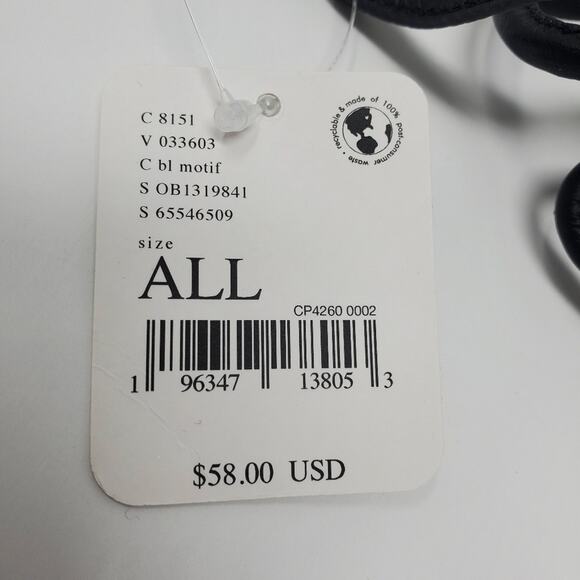 C 8151
V 033603
C bl motif
S OB1319841
S 65546509
size
ALL
recyclable & made of 100% post-consumer waste •
CP4260 0002
1 96347 13805 3
$58.00 USD